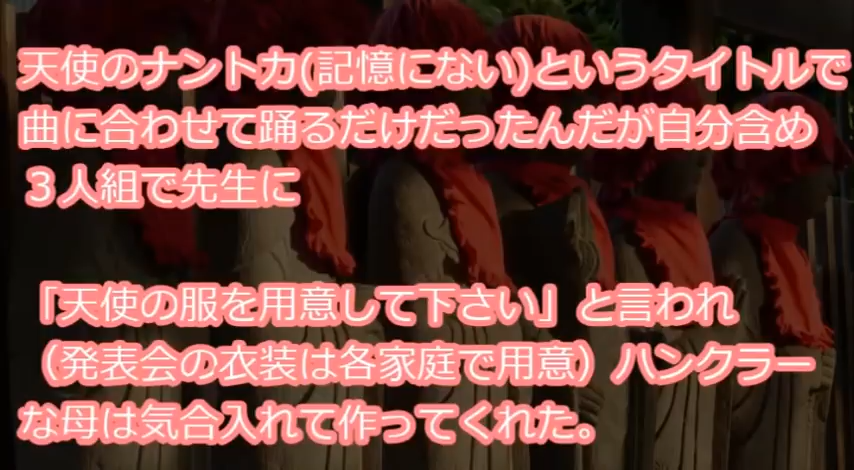 天使のナントカ(記憶にない)というタイトルで
曲に合わせて踊るだけだったんだが自分含め
３人組で先生に
「天使の服を用意して下さい」と言われ
（発表会の衣装は各家庭で用意）ハンクラー
な母は気合入れて作ってくれた。